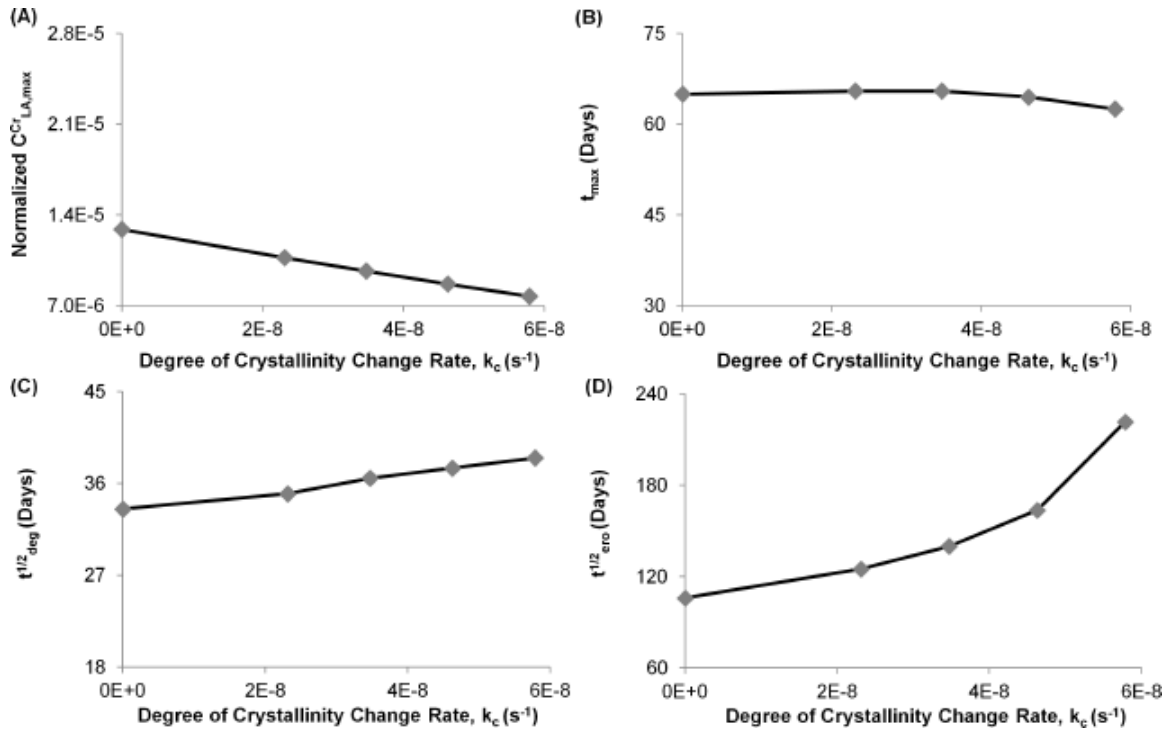 (A)
2.8E-5
2.1E-5
1.4E-5
7.0E-6
Normalized C^Cr_LA,max
0E+0 2E-8 4E-8 6E-8
Degree of Crystallinity Change Rate, k_c (s^-1)
(B)
75
60
45
30
t_max (Days)
0E+0 2E-8 4E-8 6E-8
Degree of Crystallinity Change Rate, k_c (s^-1)
(C)
45
36
27
18
t^1/2_deg (Days)
0E+0 2E-8 4E-8 6E-8
Degree of Crystallinity Change Rate, k_c (s^-1)
(D)
240
180
120
60
t^1/2_ero (Days)
0E+0 2E-8 4E-8 6E-8
Degree of Crystallinity Change Rate, k_c (s^-1)